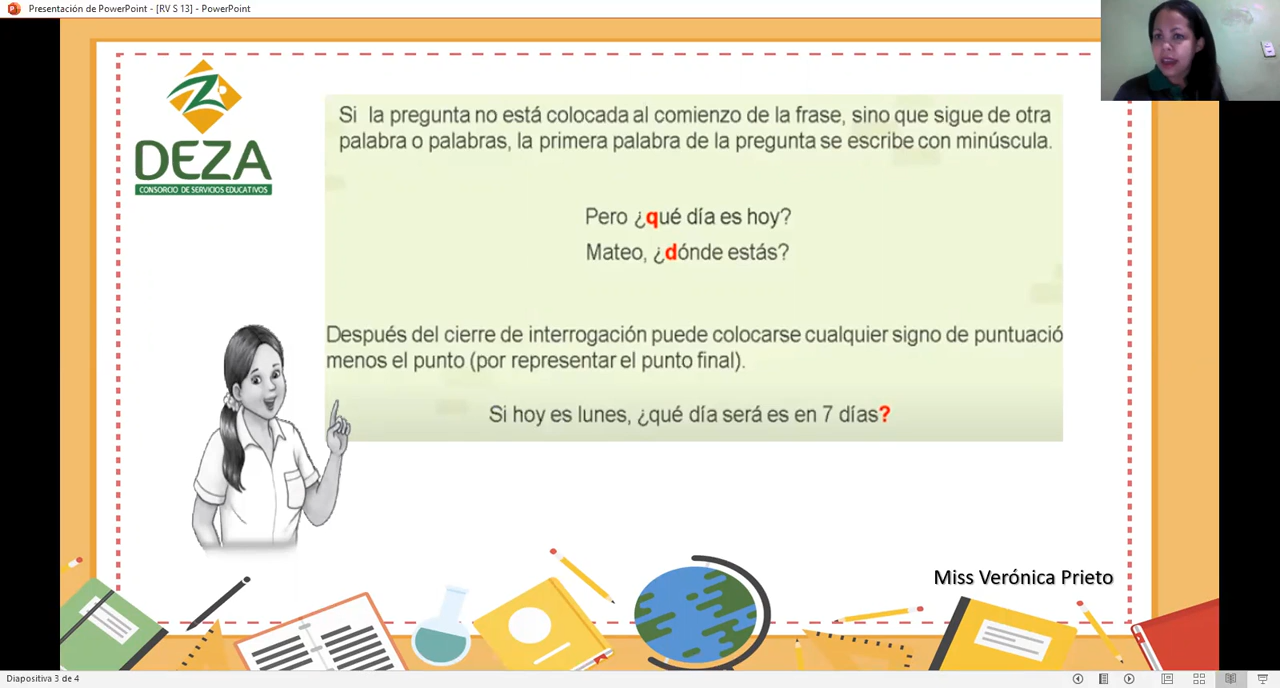 Presentación de PowerPoint - [RV S 13] - PowerPoint
DEZA
CONSORCIO DE SERVICIOS EDUCATIVOS
Si la pregunta no está colocada al comienzo de la frase, sino que sigue de otra
palabra o palabras, la primera palabra de la pregunta se escribe con minúscula.
Pero ¿qué día es hoy?
Mateo, ¿dónde estás?
Después del cierre de interrogación puede colocarse cualquier signo de puntuació
menos el punto (por representar el punto final).
Si hoy es lunes, ¿qué día será es en 7 días?
Miss Verónica Prieto
Diapositiva 3 de 4